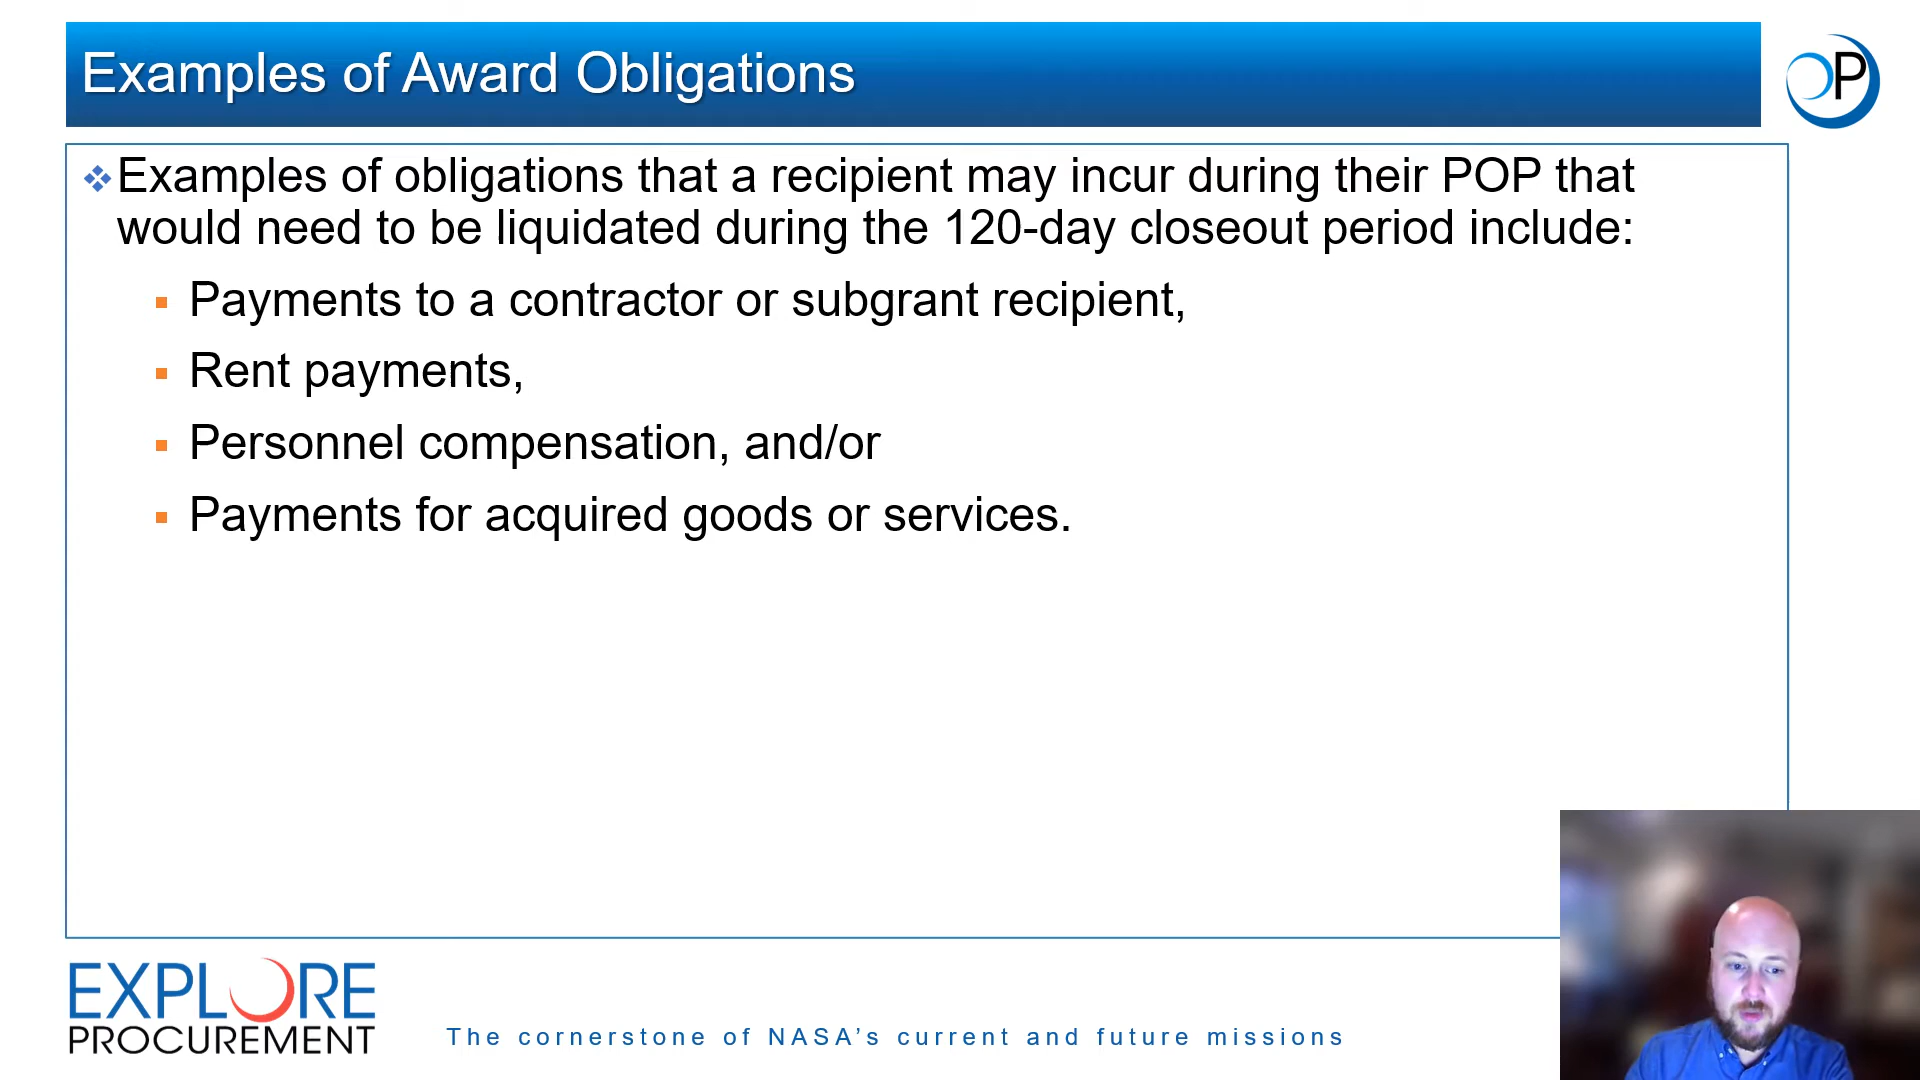 Examples of Award Obligations
OP
Examples of obligations that a recipient may incur during their POP that
would need to be liquidated during the 120-day closeout period include:
Payments to a contractor or subgrant recipient,
Rent payments,
Personnel compensation, and/or
Payments for acquired goods or services.
EXPLORE
PROCUREMENT
The cornerstone of NASA’s current and future missions